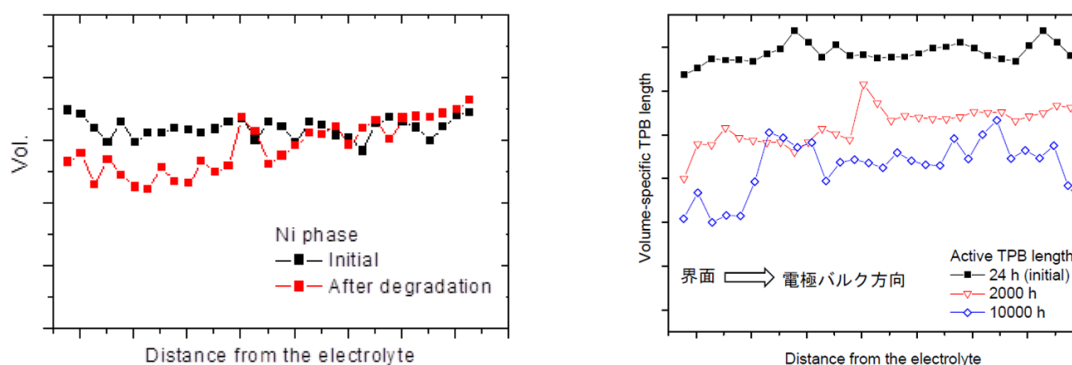 Vol.
Ni phase
Initial
After degradation
Distance from the electrolyte
Volume-specific TPB length
界面
電極バルク方向
Active TPB length
24 h (initial)
2000 h
10000 h
Distance from the electrolyte